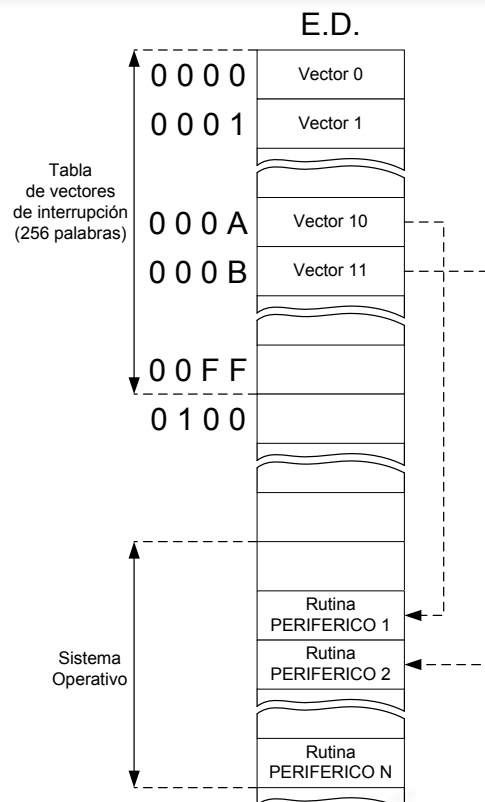 E.D.
0 0 0 0
Vector 0
0 0 0 1
Vector 1
Tabla
de vectores
de interrupción
(256 palabras)
0 0 0 A
Vector 10
0 0 0 B
Vector 11
0 0 F F
0 1 0 0
Rutina
PERIFERICO 1
Rutina
PERIFERICO 2
Sistema
Operativo
Rutina
PERIFERICO N